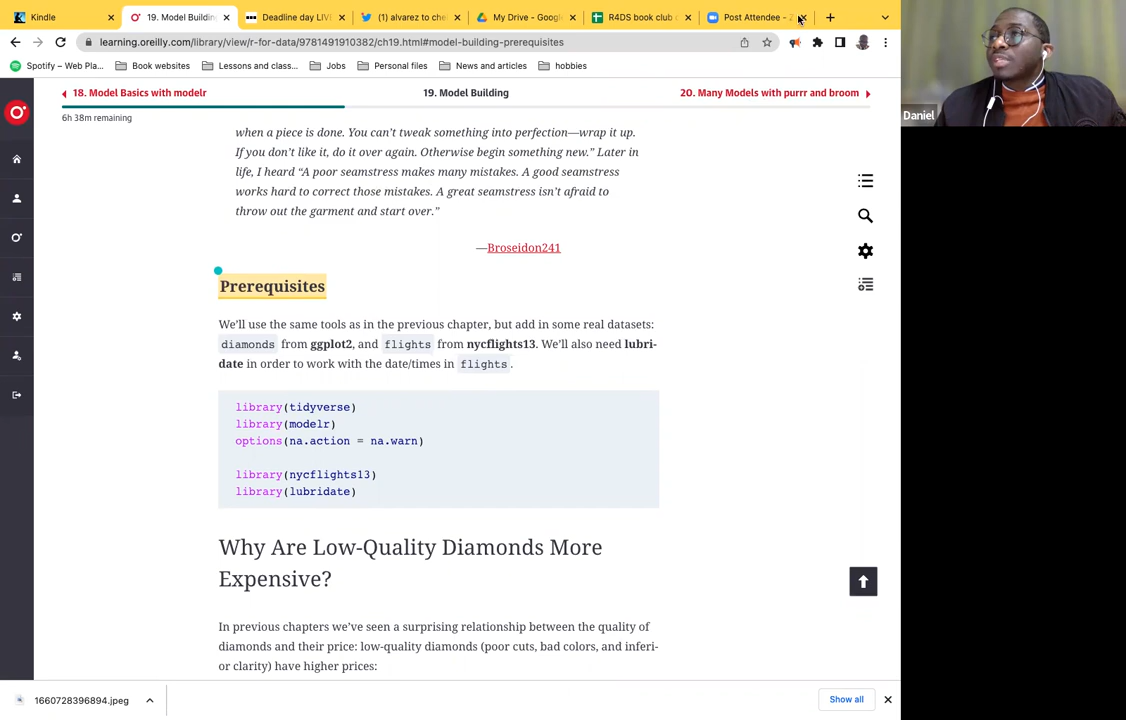 Kindle
19. Model Building
Deadline day LIVE
(1) alvarez to che
My Drive - Google
R4DS book club
Post Attendee - Z
learning.oreilly.com/library/view/r-for-data/9781491910382/ch19.html#model-building-prerequisites
Spotify – Web Pla...
Book websites
Lessons and class...
Jobs
Personal files
News and articles
hobbies
18. Model Basics with modelr
19. Model Building
20. Many Models with purrr and broom
6h 38m remaining
when a piece is done. You can't tweak something into perfection—wrap it up.
If you don't like it, do it over again. Otherwise begin something new.” Later in
life, I heard “A poor seamstress makes many mistakes. A good seamstress
works hard to correct those mistakes. A great seamstress isn't afraid to
throw out the garment and start over.”
—Broseidon241
Prerequisites
We'll use the same tools as in the previous chapter, but add in some real datasets:
diamonds from ggplot2, and flights from nycflights13. We'll also need lubri-
date in order to work with the date/times in flights.
library(tidyverse)
library(modelr)
options(na.action = na.warn)
library(nycflights13)
library(lubridate)
Why Are Low-Quality Diamonds More
Expensive?
In previous chapters we've seen a surprising relationship between the quality of
diamonds and their price: low-quality diamonds (poor cuts, bad colors, and inferi-
or clarity) have higher prices:
1660728396894.jpeg
Show all
Daniel